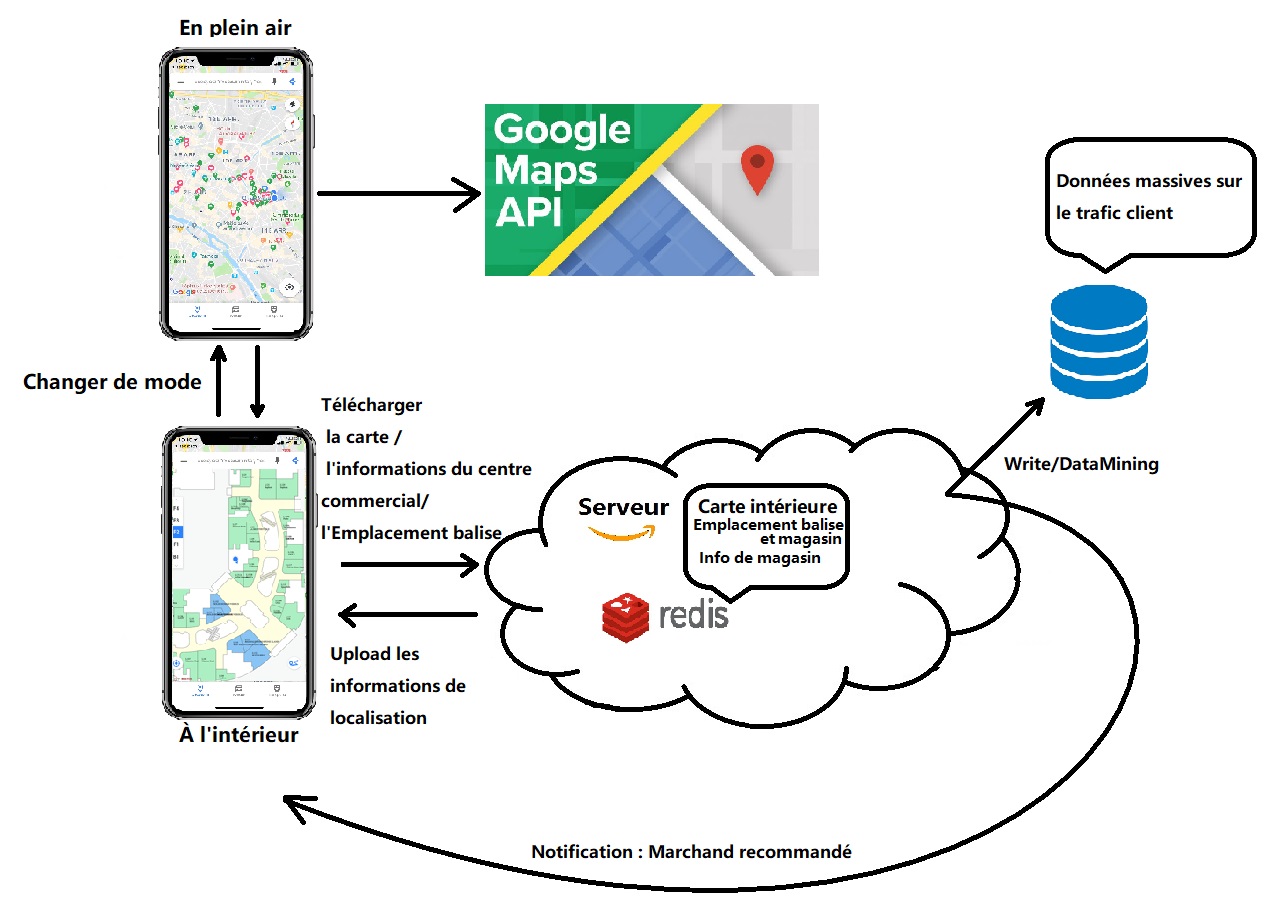 En plein air
Google
Maps
API
Données massives sur
le trafic client
Changer de mode
Télécharger
la carte /
l'informations du centre
commercial/
l'Emplacement balise
Write/DataMining
Serveur
Carte intérieure
Emplacement balise
et magasin
Info de magasin
redis
Upload les
informations de
localisation
À l'intérieur
Notification : Marchand recommandé